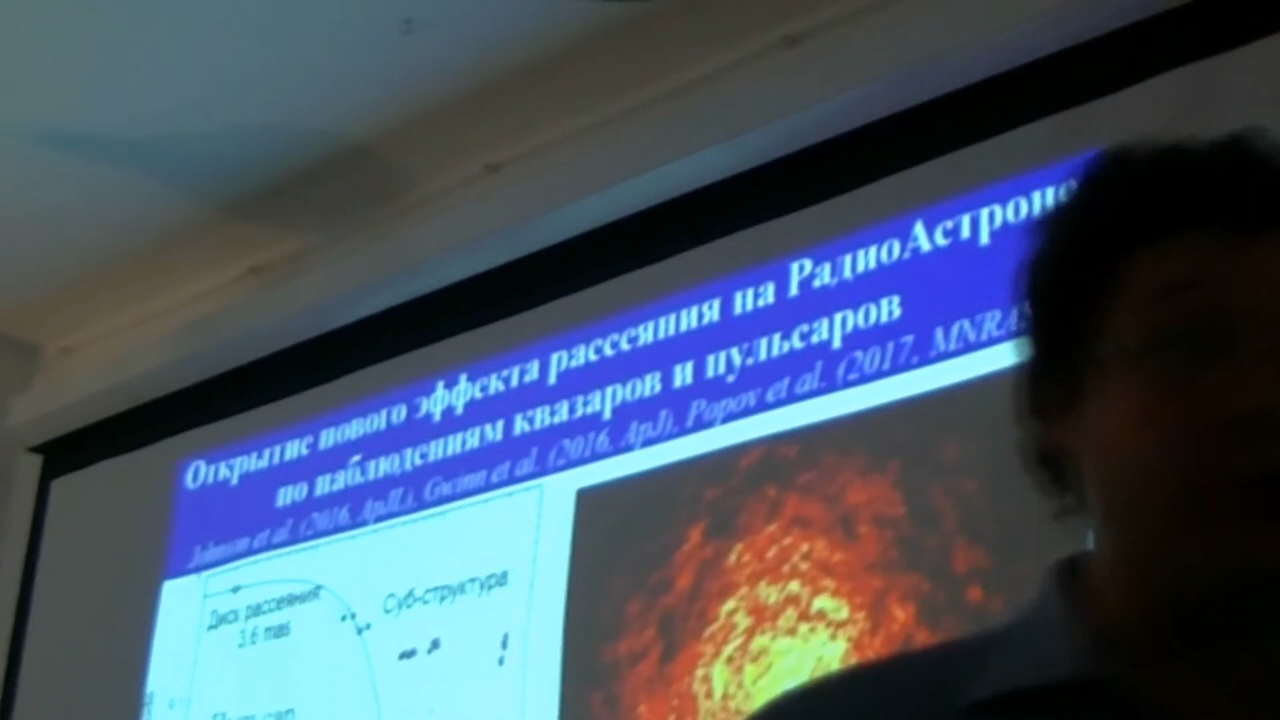 Открытие нового эффекта рассеяния на РадиоАстроне
по наблюдениям квазаров и пульсаров
Johnson et al. (2016, ApJL), Gwinn et al. (2016, ApJ), Popov et al. (2017, MNRAS
Диск рассеяния
3.6 mas
Суб-структура